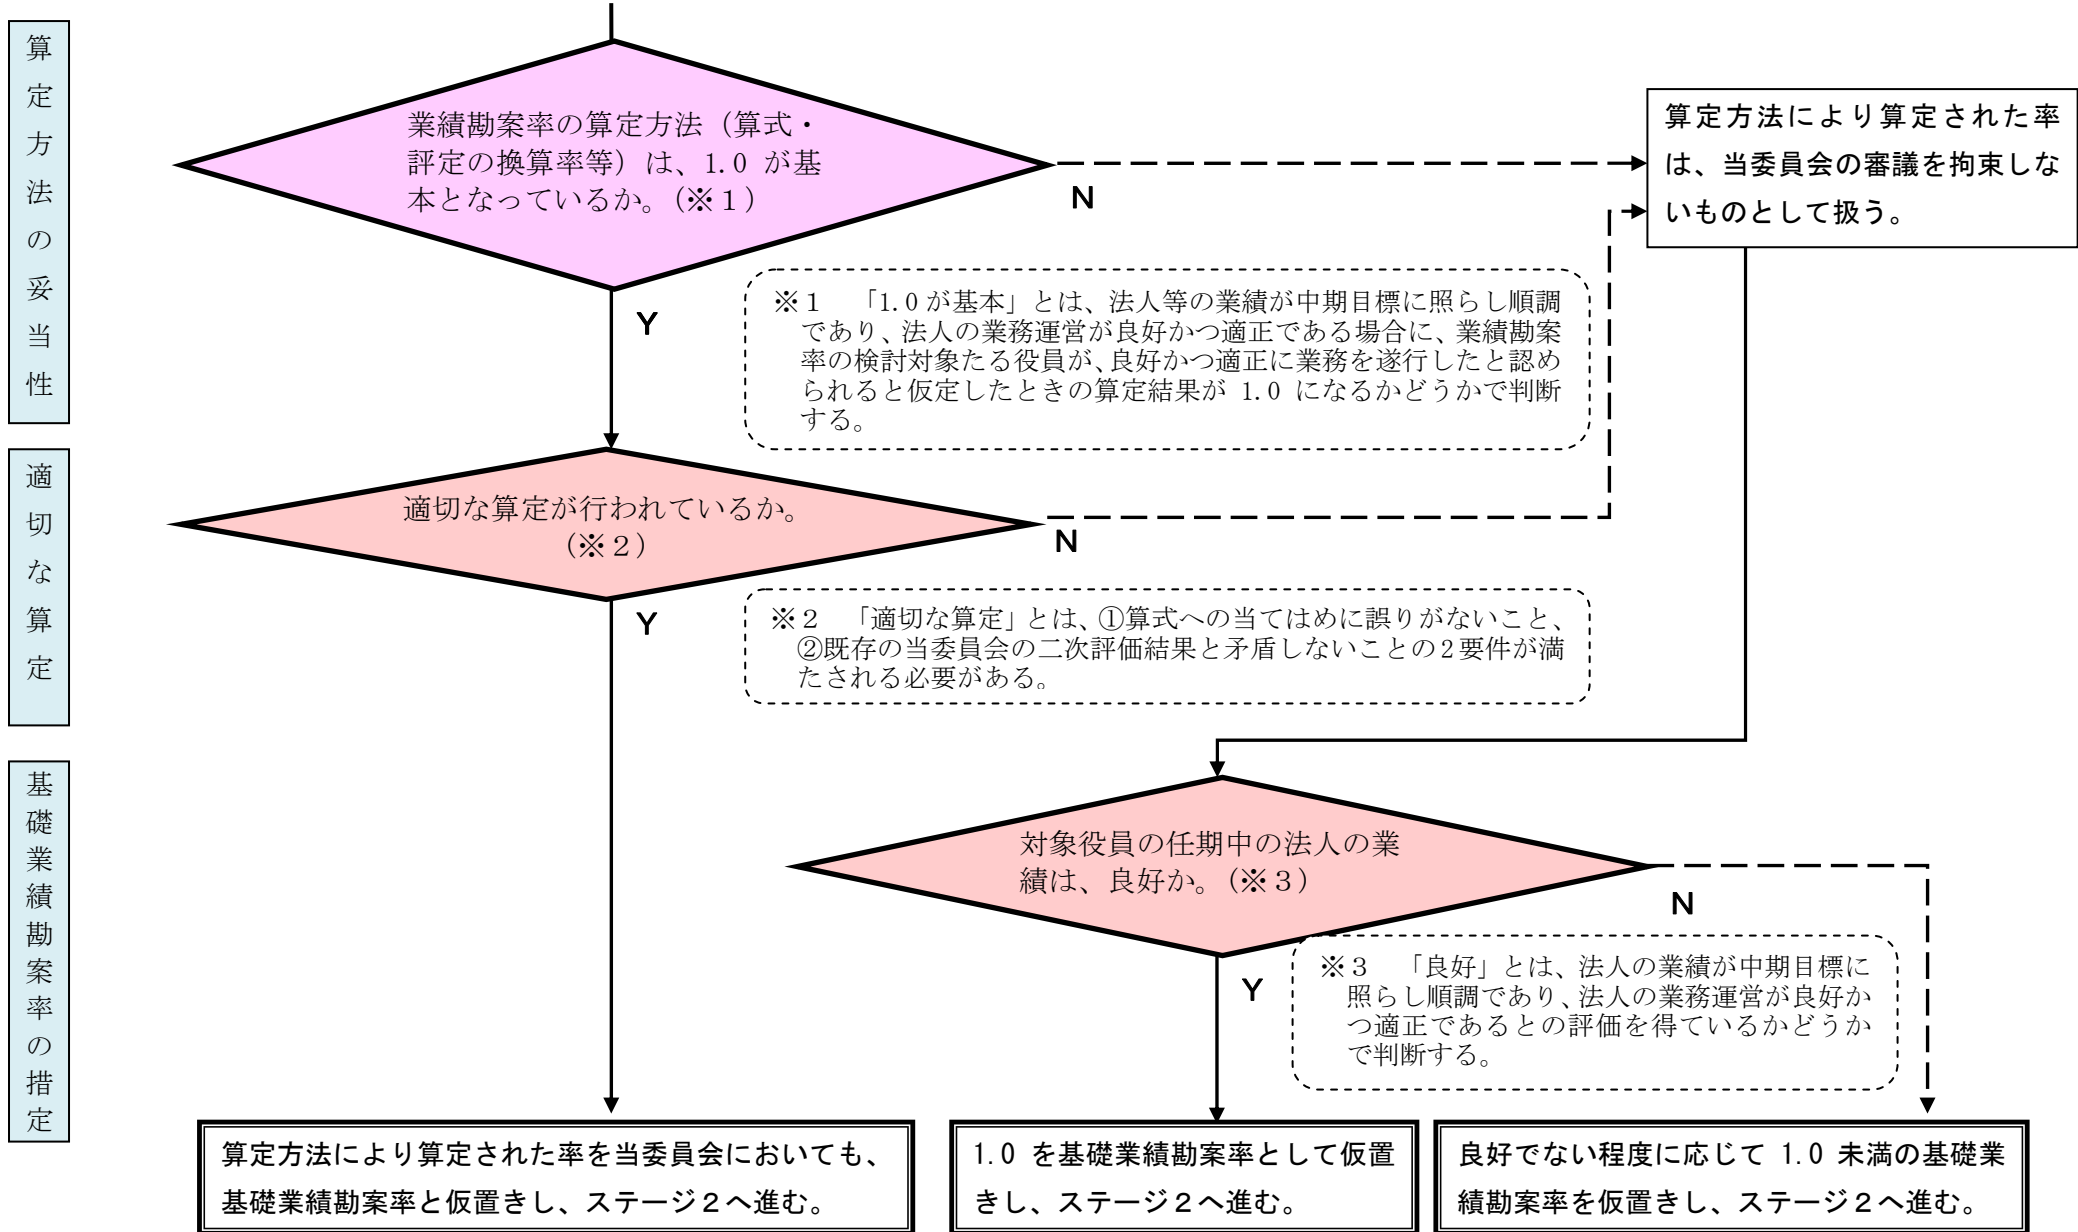 算定方法の妥当性
業績勘案率の算定方法（算式・
評定の換算率等）は、1.0 が基
本となっているか。（※１）
N
Y
算定方法により算定された率
は、当委員会の審議を拘束しな
いものとして扱う。
※１　「1.0 が基本」とは、法人等の業績が中期目標に照らし順調
であり、法人の業務運営が良好かつ適正である場合に、業績勘案
率の検討対象たる役員が、良好かつ適正に業務を遂行したと認め
られると仮定したときの算定結果が 1.0 になるかどうかで判断
する。
適切な算定
適切な算定が行われているか。
（※２）
N
Y
※２　「適切な算定」とは、①算式への当てはめに誤りがないこと、
②既存の当委員会の二次評価結果と矛盾しないことの２要件が満
たされる必要がある。
基礎業績勘案率の措定
対象役員の任期中の法人の業
績は、良好か。（※３）
N
Y
※３　「良好」とは、法人の業績が中期目標に
照らし順調であり、法人の業務運営が良好か
つ適正であるとの評価を得ているかどうか
で判断する。
算定方法により算定された率を当委員会においても、
基礎業績勘案率と仮置きし、ステージ２へ進む。
1.0 を基礎業績勘案率として仮置
きし、ステージ２へ進む。
良好でない程度に応じて 1.0 未満の基礎業
績勘案率を仮置きし、ステージ２へ進む。